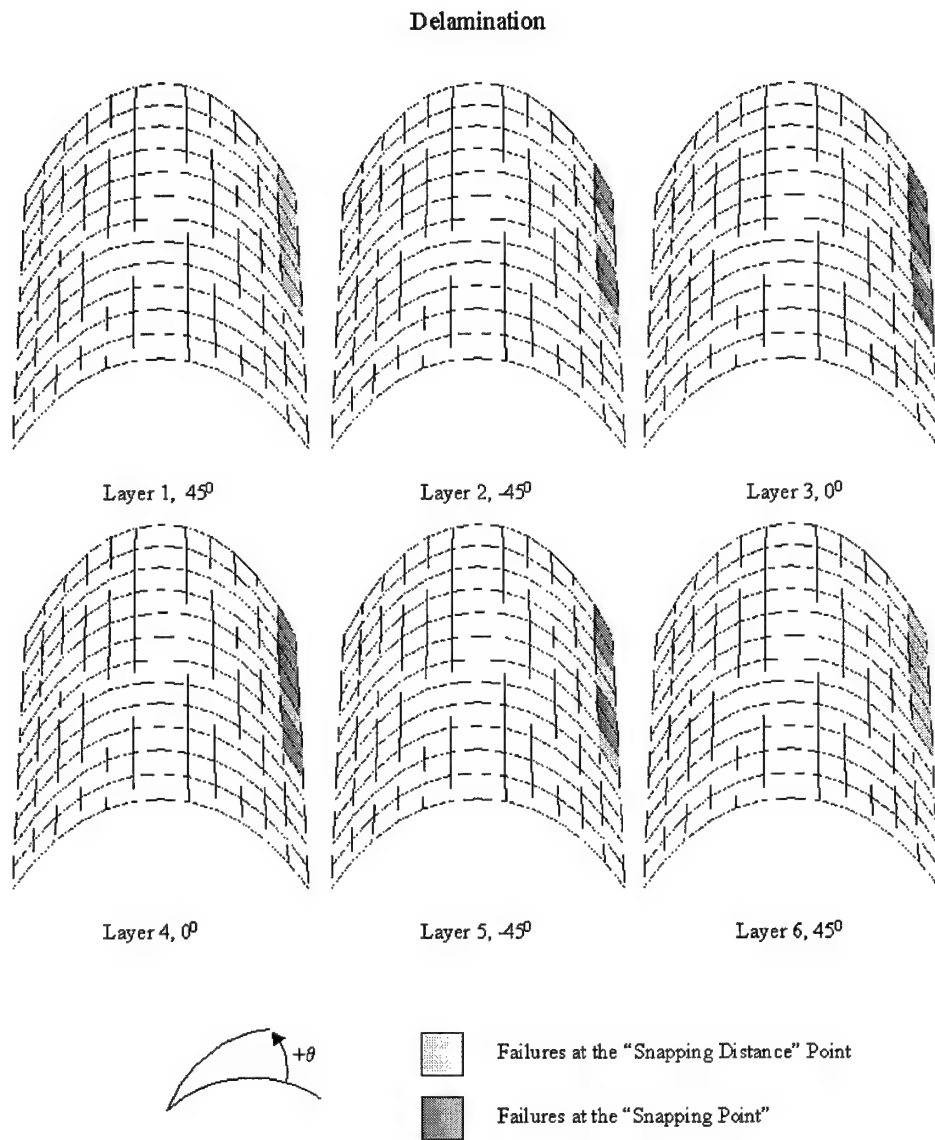 Delamination
Layer 1, 45⁰
Layer 2, -45⁰
Layer 3, 0⁰
Layer 4, 0⁰
Layer 5, -45⁰
Layer 6, 45⁰
+θ
Failures at the “Snapping Distance” Point
Failures at the “Snapping Point”